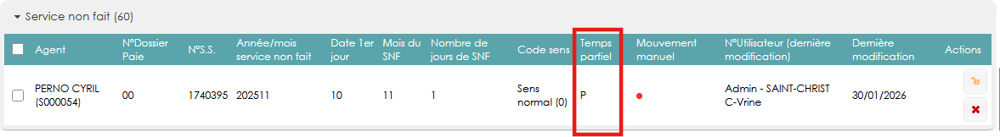 Service non fait (60)
Agent
N°Dossier Paie
N°S.S.
Année/mois service non fait
Date 1er jour
Mois du SNF
Nombre de jours de SNF
Code sens
Temps partiel
Mouvement manuel
N°Utilisateur (dernière modification)
Dernière modification
Actions
PERNO CYRIL (S000054)
00
1740395
202511
10
11
1
Sens normal (0)
P
Admin - SAINT-CHRIST C-Vrine
30/01/2026